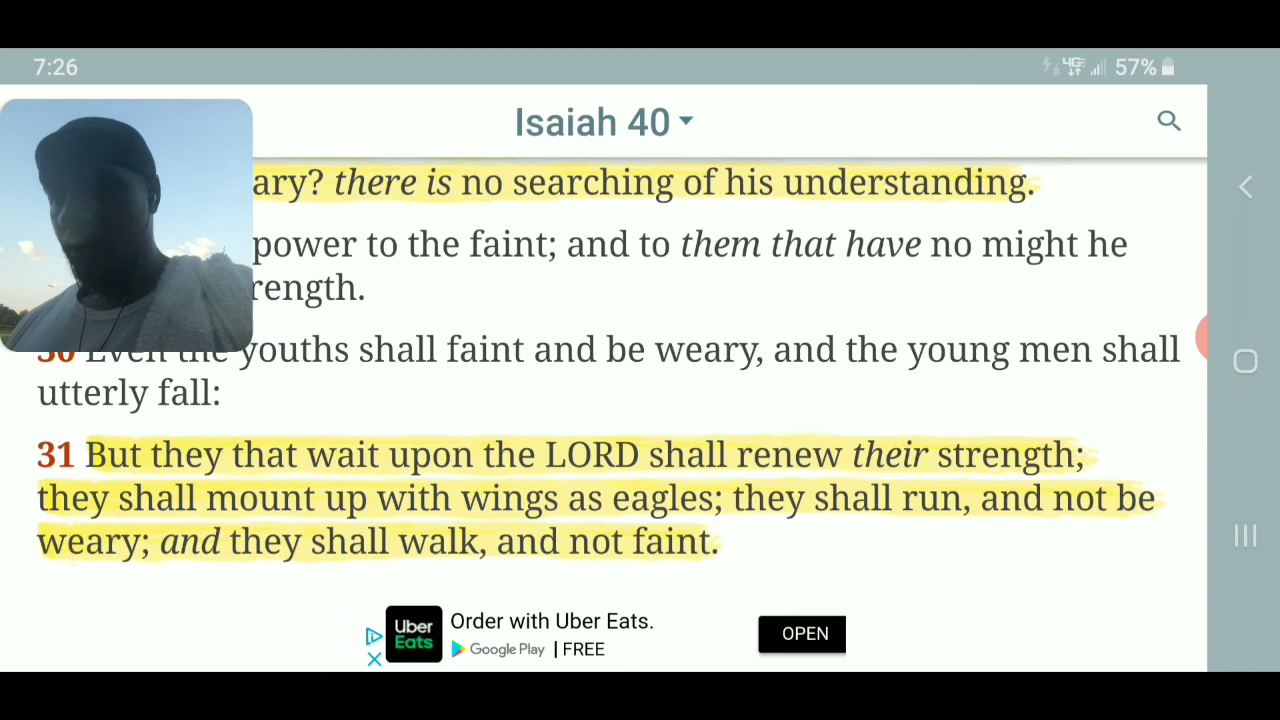 7:26
4GE 57%
Isaiah 40
ary? there is no searching of his understanding.
power to the faint; and to them that have no might he
rength.
30 Even the youths shall faint and be weary, and the young men shall
utterly fall:
31 But they that wait upon the LORD shall renew their strength;
they shall mount up with wings as eagles; they shall run, and not be
weary; and they shall walk, and not faint.
Order with Uber Eats.
Uber
Eats
Google Play | FREE
OPEN